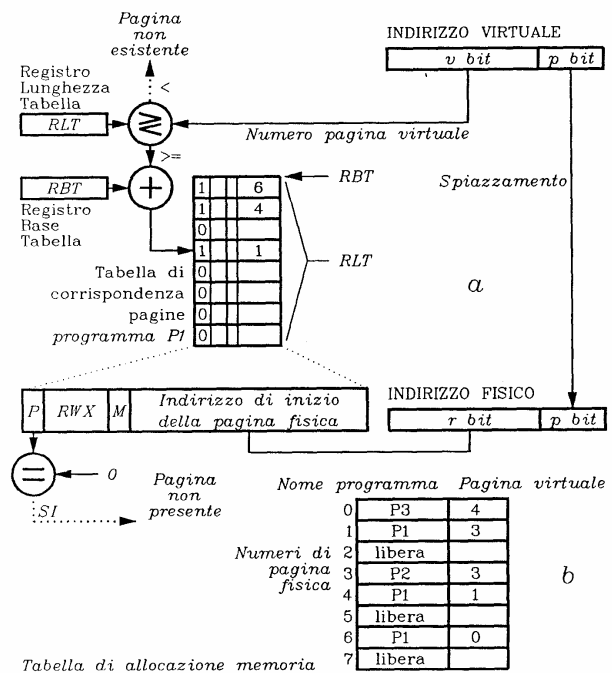 Pagina
non
esistente
<
INDIRIZZO VIRTUALE
v bit p bit
Registro
Lunghezza
Tabella
RLT
≷
Numero pagina virtuale
>=
RBT
+
Registro
Base
Tabella
1 6
1 4
0
1 1
0
0
0
0
RBT
RLT
Spiazzamento
a
Tabella di
corrispondenza
pagine
programma P1
P RWX M Indirizzo di inizio
della pagina fisica
INDIRIZZO FISICO
r bit p bit
=
0
SI
Pagina
non
presente
Nome programma Pagina virtuale
Numeri di
pagina
fisica
0 P3 4
1 P1 3
2 libera
3 P2 3
4 P1 1
5 libera
6 P1 0
7 libera
b
Tabella di allocazione memoria